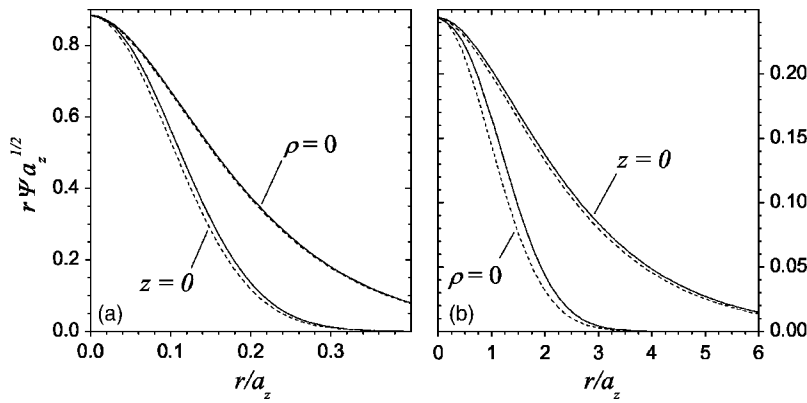 0.8
0.6
0.4
0.2
0.0
r Ψ a_z^{1/2}
ρ = 0
z = 0
(a)
0.0 0.1 0.2 0.3
r/a_z
z = 0
ρ = 0
(b)
0.20
0.15
0.10
0.05
0.00
0 1 2 3 4 5 6
r/a_z